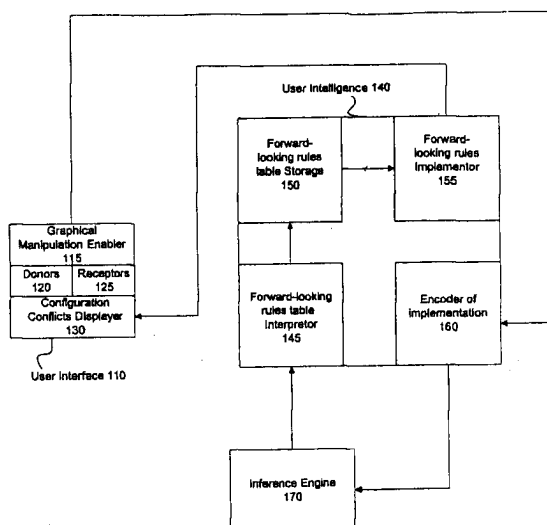 User Intelligence 140
Forward-
looking rules
table Storage
150
Forward-
looking rules
Implementor
155
Graphical
Manipulation Enabler
115
Donors
120
Receptors
125
Configuration
Conflicts Displayer
130
User Interface 110
Forward-looking
rules table
Interpretor
145
Encoder of
implementation
160
Inference Engine
170